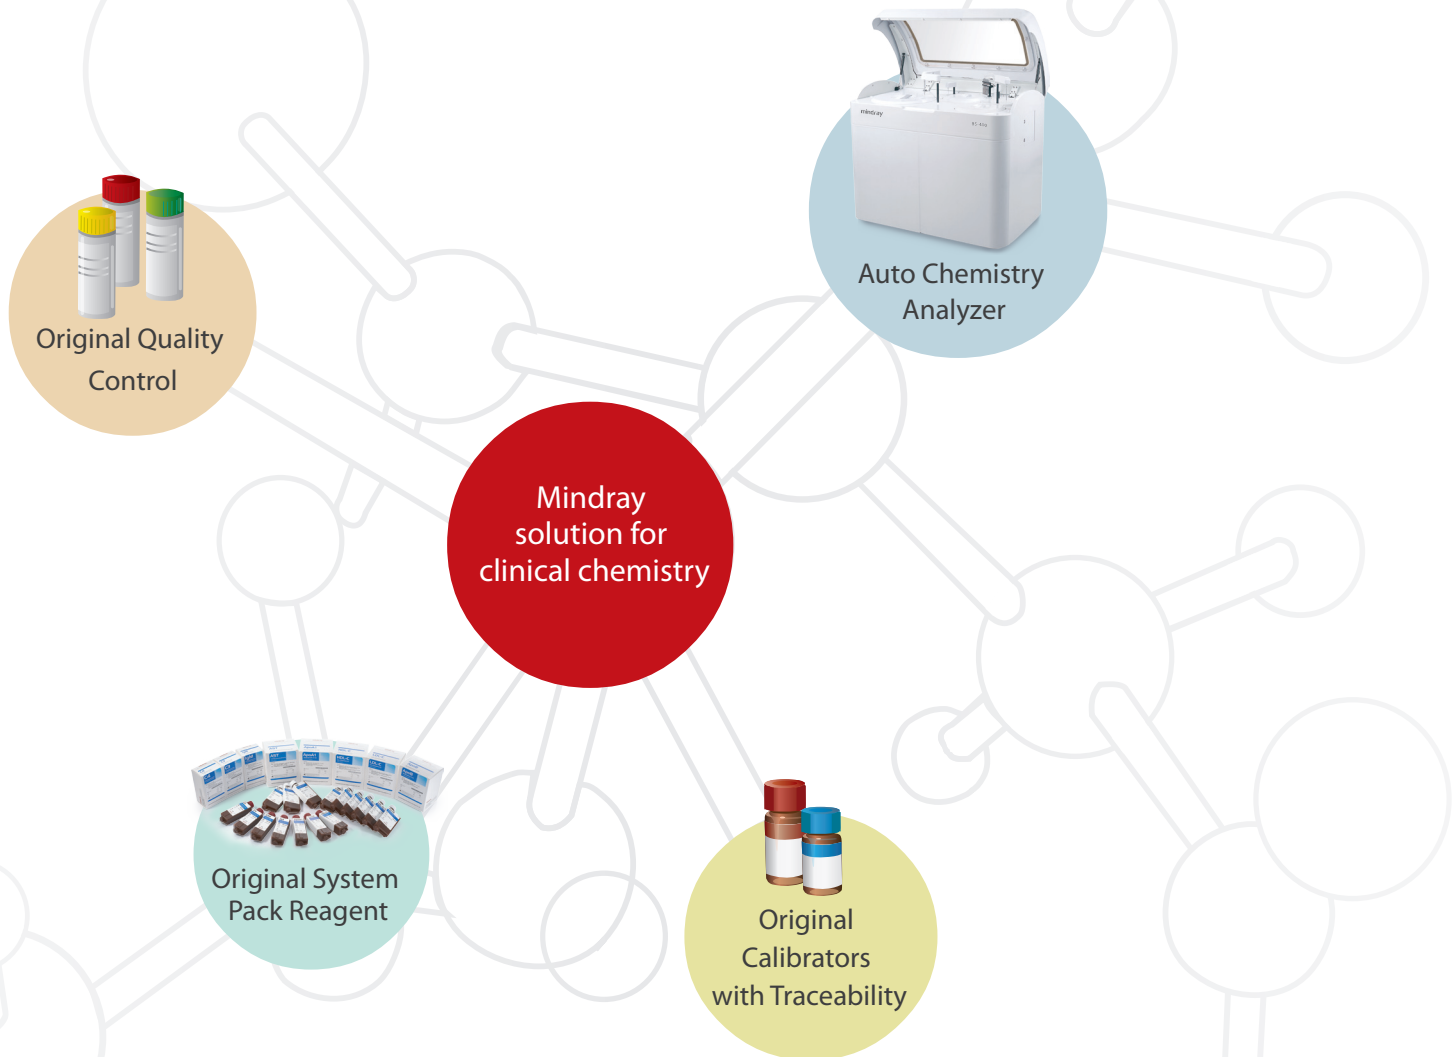 mindray
Auto Chemistry
Analyzer
Original Quality
Control
Mindray
solution for
clinical chemistry
Original System
Pack Reagent
Original
Calibrators
with Traceability